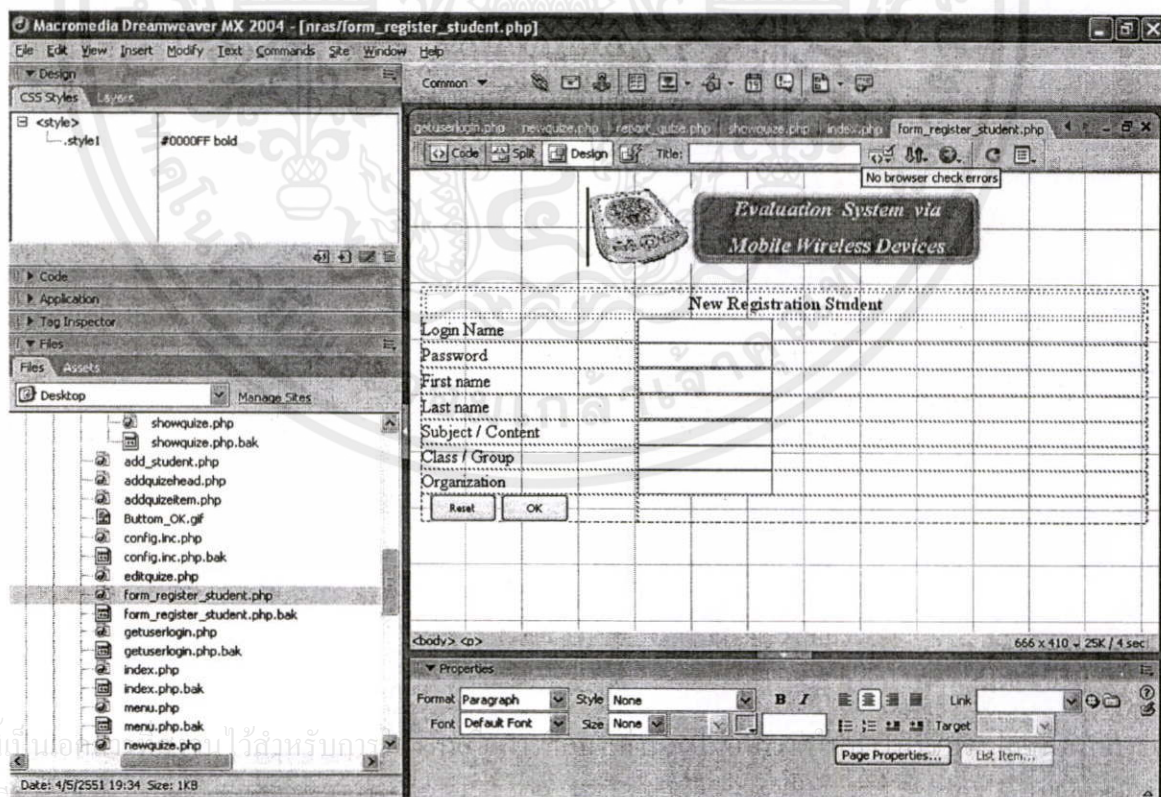 Macromedia Dreamweaver MX 2004 - [nras/form_register_student.php]
File Edit View Insert Modify Text Commands Site Window Help
Design
CSS Styles Layers
<style>
.style1 #0000FF bold
Code
Application
Tag Inspector
Files
Files Assets
Desktop Manage Sites
showquize.php
showquize.php.bak
add_student.php
addquizehead.php
addquizeitem.php
Buttom_OK.gif
config.inc.php
config.inc.php.bak
editquize.php
form_register_student.php
form_register_student.php.bak
getuserlogin.php
getuserlogin.php.bak
index.php
index.php.bak
menu.php
menu.php.bak
newquize.php
Date: 4/5/2551 19:34 Size: 1KB
Common
getuserlogin.php newquize.php report_quize.php showquize.php index.php form_register_student.php
Code Split Design Title:
No browser check errors
Evaluation System via
Mobile Wireless Devices
New Registration Student
Login Name
Password
First name
Last name
Subject / Content
Class / Group
Organization
Reset OK
<body> <p> 666 x 410 25K / 4 sec
Properties
Format Paragraph Style None B I Link
Font Default Font Size None Target
Page Properties... List Item...